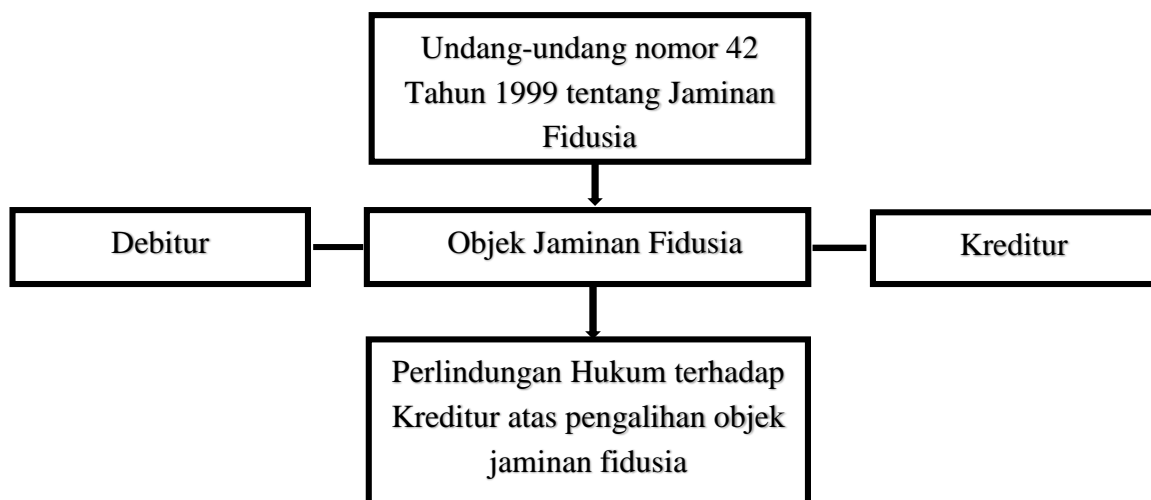 Undang-undang nomor 42
Tahun 1999 tentang Jaminan
Fidusia
Debitur
Objek Jaminan Fidusia
Kreditur
Perlindungan Hukum terhadap
Kreditur atas pengalihan objek
jaminan fidusia